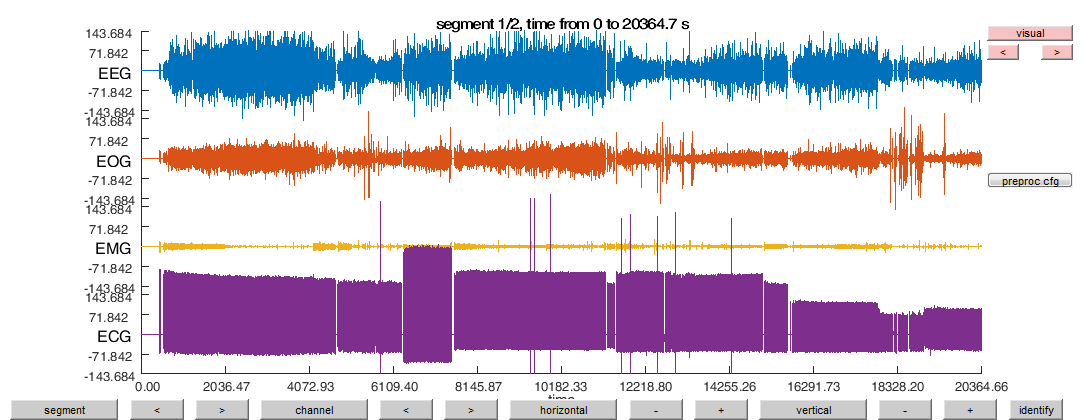 segment 1/2, time from 0 to 20364.7 s
visual
< >
preproc cfg
143.684
71.842
EEG
-71.842
-143.684
143.684
71.842
EOG
-71.842
-143.684
143.684
71.842
EMG
-71.842
-143.684
143.684
71.842
ECG
-71.842
-143.684
0.00 2036.47 4072.93 6109.40 8145.87 10182.33 12218.80 14255.26 16291.73 18328.20 20364.66
time
segment < > channel < > horizontal - + vertical - + identify